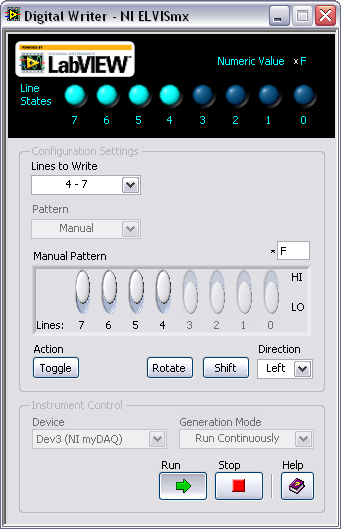 Digital Writer - NI ELVISmx
POWERED BY
NATIONAL INSTRUMENTS
LabVIEW
Numeric Value x F
Line
States
7 6 5 4 3 2 1 0
Configuration Settings
Lines to Write
4 - 7
Pattern
Manual
Manual Pattern
x F
HI
LO
Lines: 7 6 5 4 3 2 1 0
Action Direction
Toggle Rotate Shift Left
Instrument Control
Device Generation Mode
Dev3 (NI myDAQ) Run Continuously
Run Stop Help